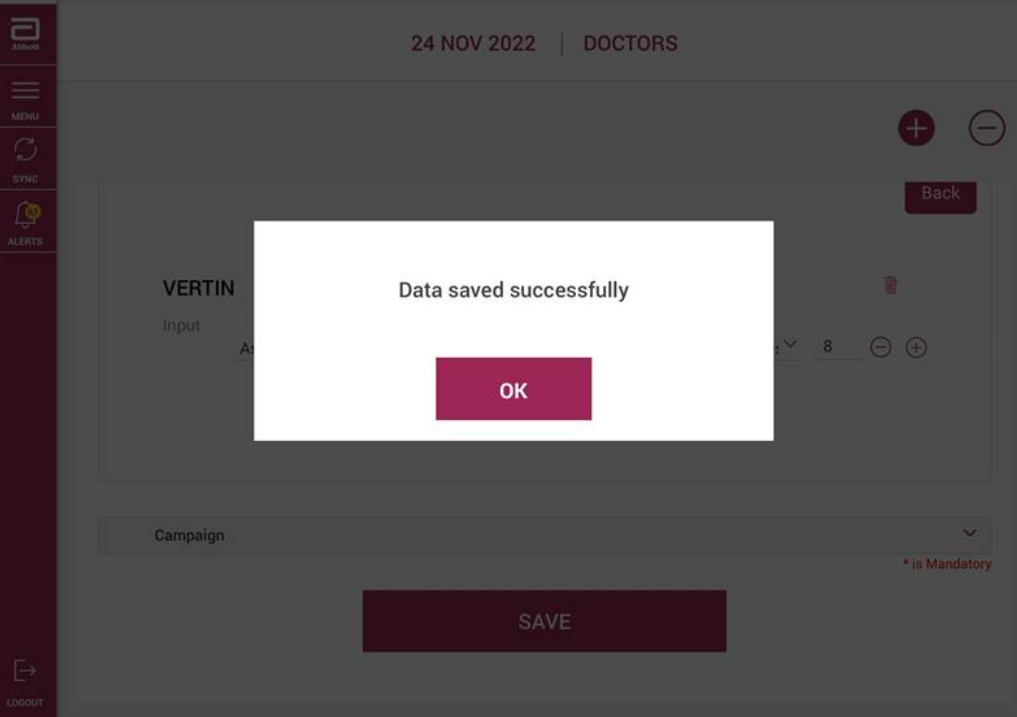 Abbott
24 NOV 2022 | DOCTORS
MENU
SYNC
ALERTS
Back
VERTIN
Input
8
Data saved successfully
OK
Campaign
* is Mandatory
SAVE
LOGOUT